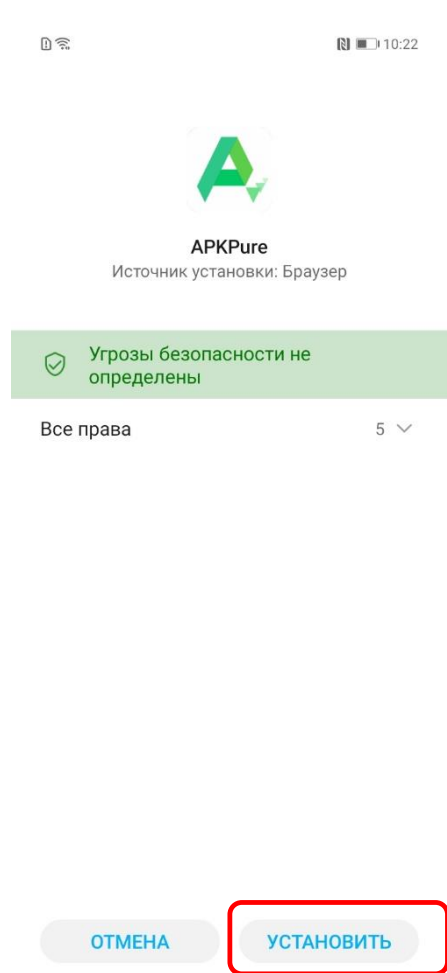 10:22
APKPure
Источник установки: Браузер
Угрозы безопасности не
определены
Все права 5
ОТМЕНА УСТАНОВИТЬ